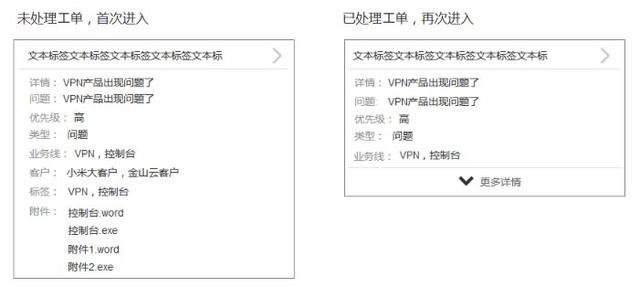 未处理工单，首次进入
文本标签文本标签文本标签文本标签文本标
详情： VPN产品出现问题了
问题： VPN产品出现问题了
优先级： 高
类型： 问题
业务线： VPN，控制台
客户： 小米大客户，金山云客户
标签： VPN，控制台
附件： 控制台.word
控制台.exe
附件1.word
附件2.exe
已处理工单，再次进入
文本标签文本标签文本标签文本标签文本标
详情： VPN产品出现问题了
问题 VPN产品出现问题了
优先级： 高
类型： 问题
业务线： VPN，控制台
更多详情